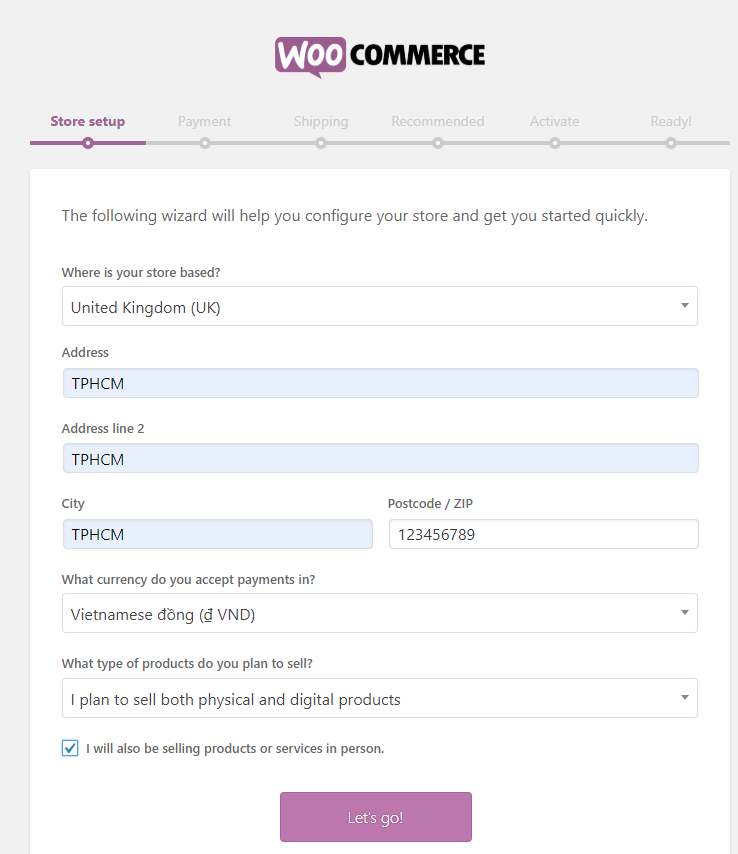 WOO COMMERCE
Store setup Payment Shipping Recommended Activate Ready!
The following wizard will help you configure your store and get you started quickly.
Where is your store based?
United Kingdom (UK)
Address
TPHCM
Address line 2
TPHCM
City Postcode / ZIP
TPHCM 123456789
What currency do you accept payments in?
Vietnamese đồng (₫ VND)
What type of products do you plan to sell?
I plan to sell both physical and digital products
I will also be selling products or services in person.
Let's go!